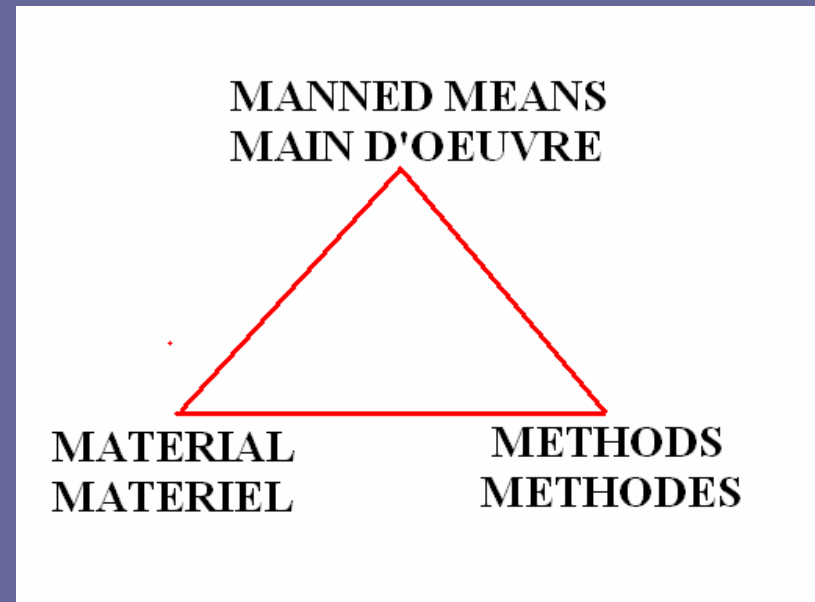 MANNED MEANS
MAIN D'OEUVRE
MATERIAL
MATERIEL
METHODS
METHODES